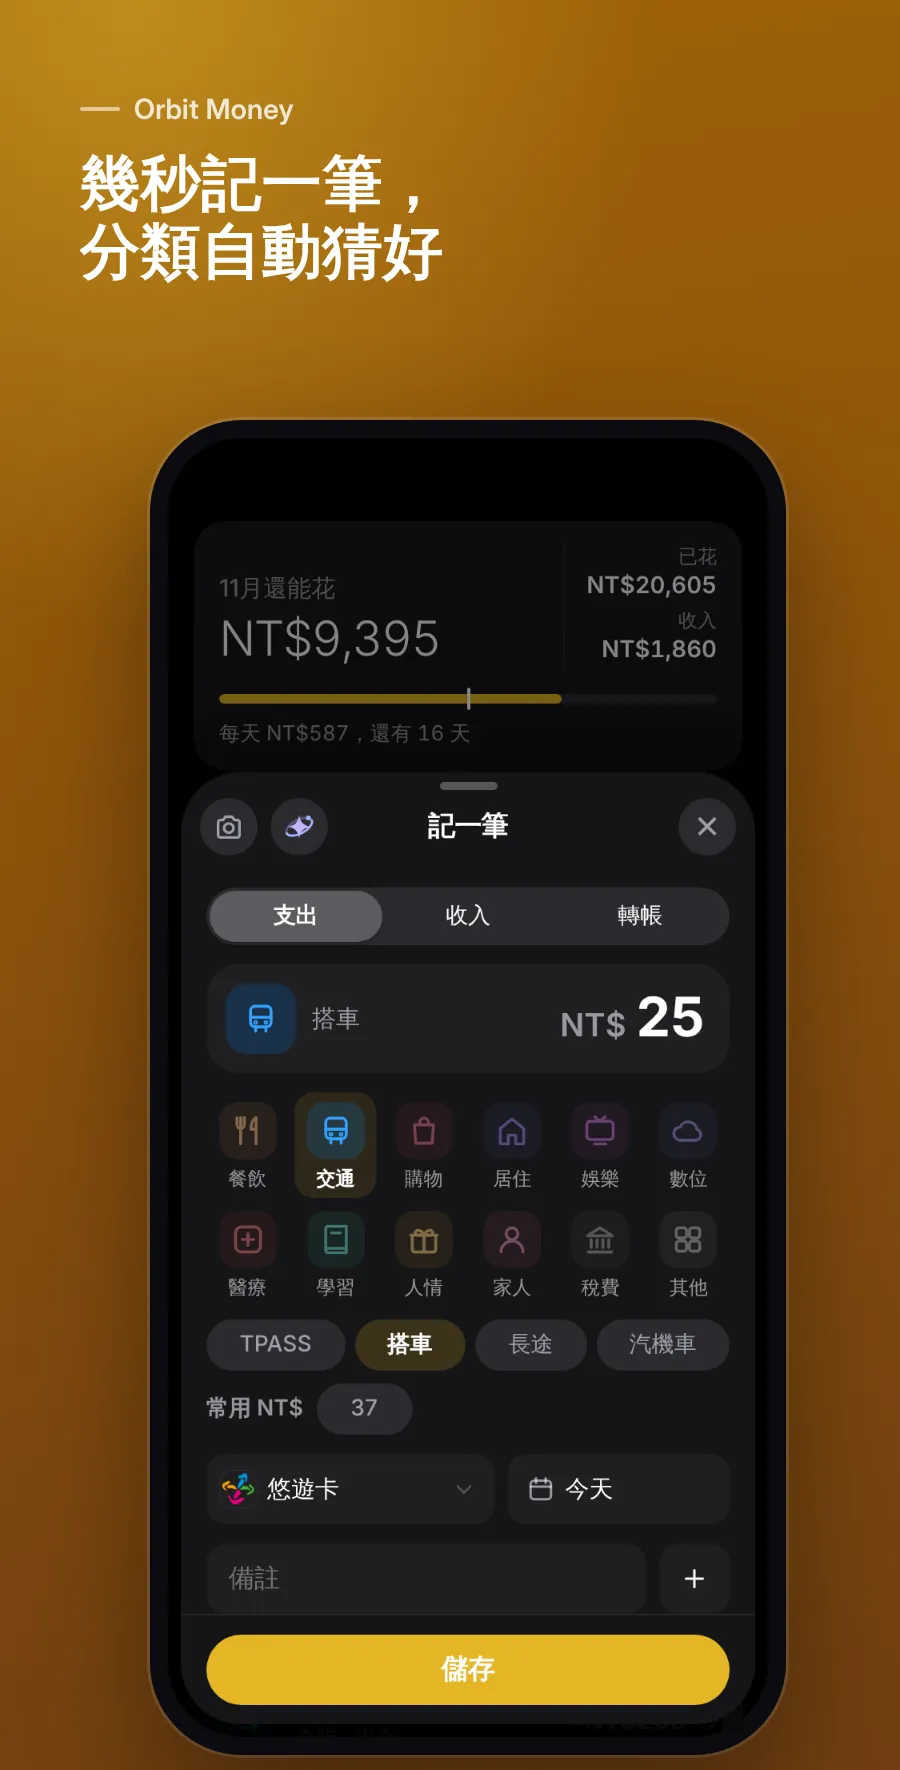 Orbit Money
幾秒記一筆，
分類自動猜好
11月還能花
NT$9,395
已花
NT$20,605
收入
NT$1,860
每天 NT$587，還有 16 天
記一筆
支出 收入 轉帳
搭車 NT$ 25
餐飲 交通 購物 居住 娛樂 數位
醫療 學習 人情 家人 稅費 其他
TPASS 搭車 長途 汽機車
常用 NT$ 37
悠遊卡 今天
備註
儲存